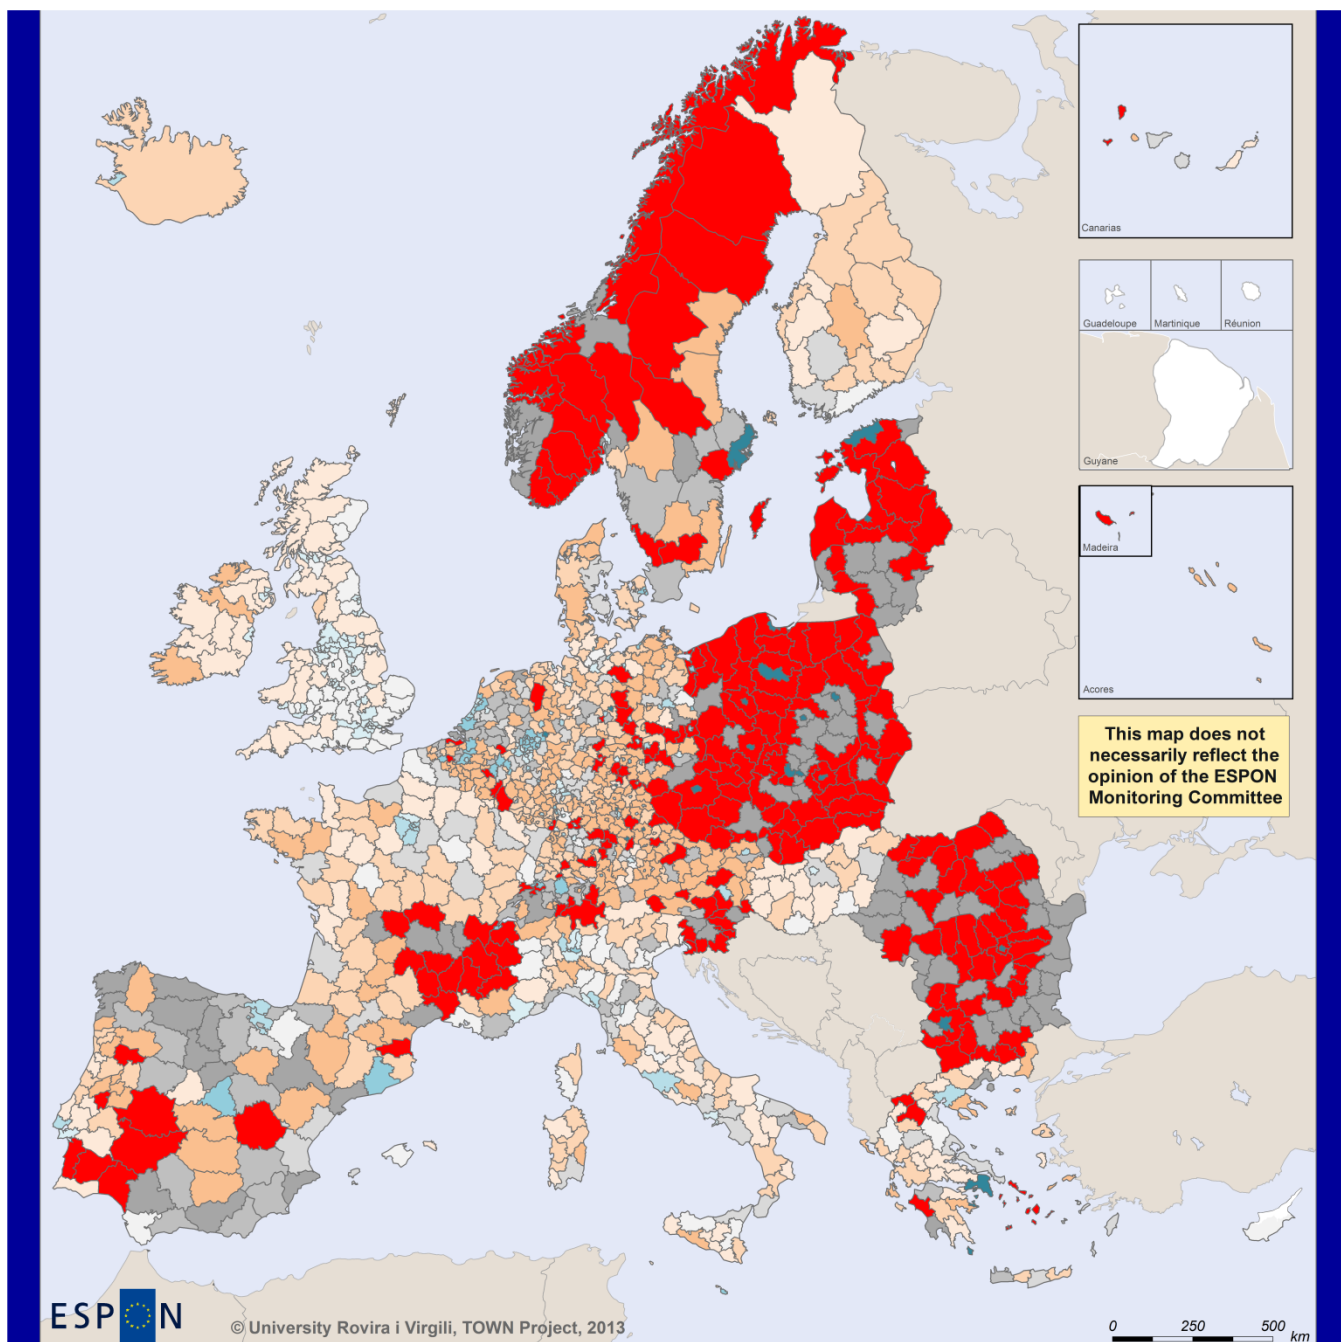 Canarias
Guadeloupe
Martinique
Réunion
Guyane
Madeira
Acores
This map does not
necessarily reflect the
opinion of the ESPON
Monitoring Committee
ESPON
© University Rovira i Virgili, TOWN Project, 2013
0 250 500
km